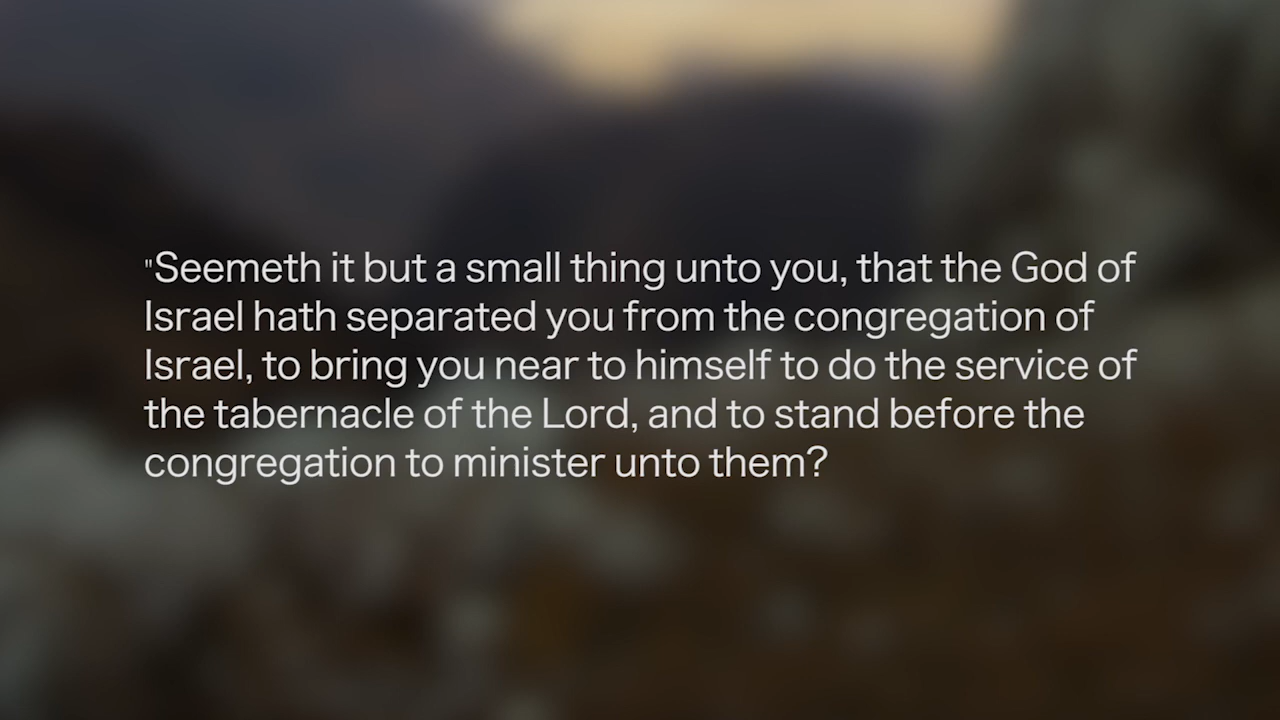 "Seemeth it but a small thing unto you, that the God of
Israel hath separated you from the congregation of
Israel, to bring you near to himself to do the service of
the tabernacle of the Lord, and to stand before the
congregation to minister unto them?